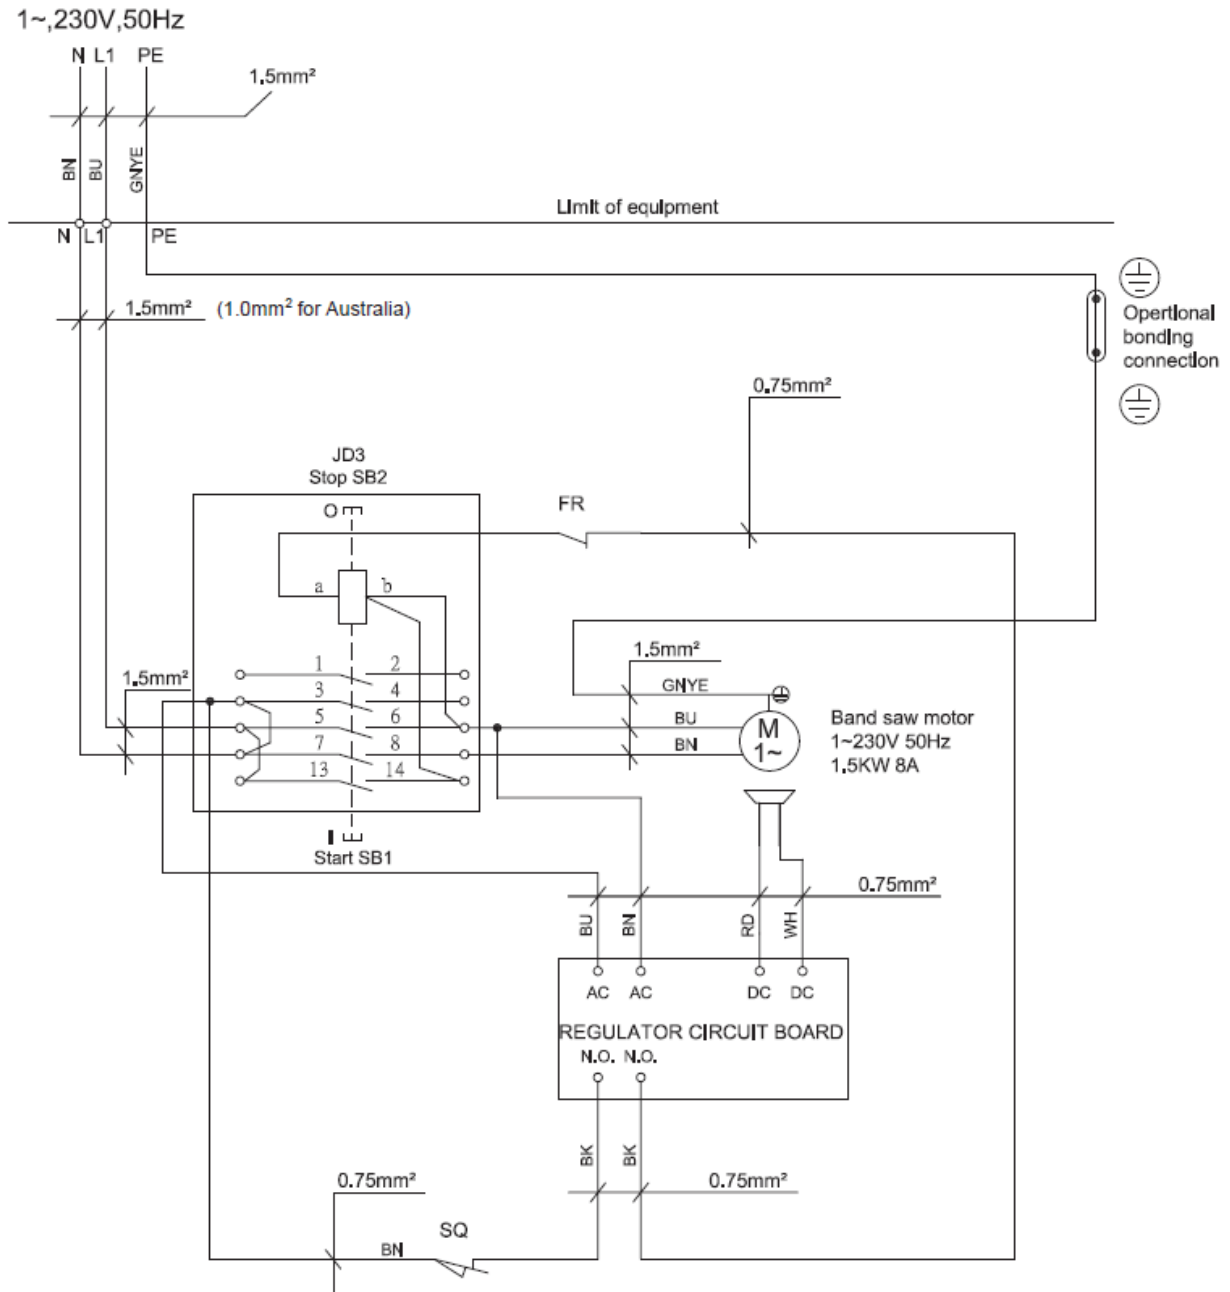 1~,230V,50Hz
N L1 PE
1.5mm²
BN
BU
GNYE
Limit of equipment
N L1 PE
1.5mm² (1.0mm² for Australia)
Opertional
bonding
connection
0.75mm²
JD3
Stop SB2
FR
O
a b
1.5mm²
1.5mm²
1 2
GNYE
3 4
5 6
BU
7 8
BN
13 14
M
1~
Band saw motor
1~230V 50Hz
1.5KW 8A
I
Start SB1
0.75mm²
BU
BN
RD
WH
AC AC DC DC
REGULATOR CIRCUIT BOARD
N.O. N.O.
BK
BK
0.75mm²
0.75mm²
SQ
BN